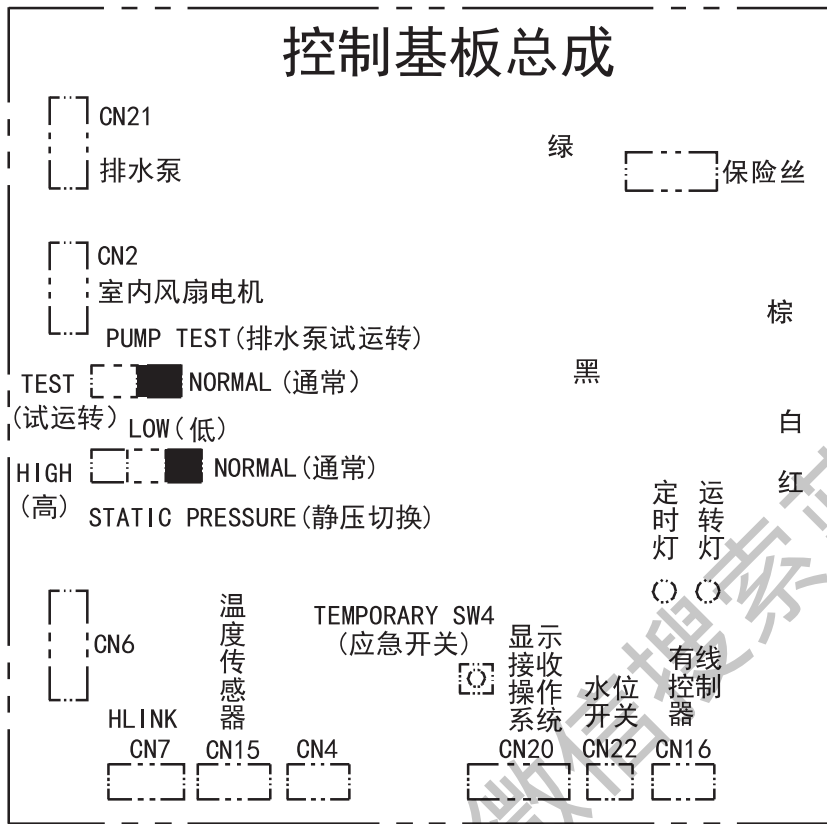 控制基板总成
CN21
排水泵
绿
保险丝
CN2
室内风扇电机
棕
PUMP TEST(排水泵试运转)
黑
TEST
NORMAL(通常)
(试运转)
LOW(低)
白
HIGH
NORMAL(通常)
(高)
红
STATIC PRESSURE(静压切换)
定时灯
运转灯
CN6
温度传感器
TEMPORARY SW4
(应急开关)
显示
接收
操作
系统
水位
开关
有线
控制
器
HLINK
CN7
CN15
CN4
CN20
CN22
CN16
微信搜索